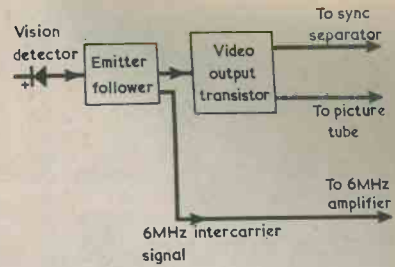 Vision
detector
+
Emitter
follower
Video
output
transistor
To sync
separator
To picture
tube
To 6MHz
amplifier
6MHz intercarrier
signal